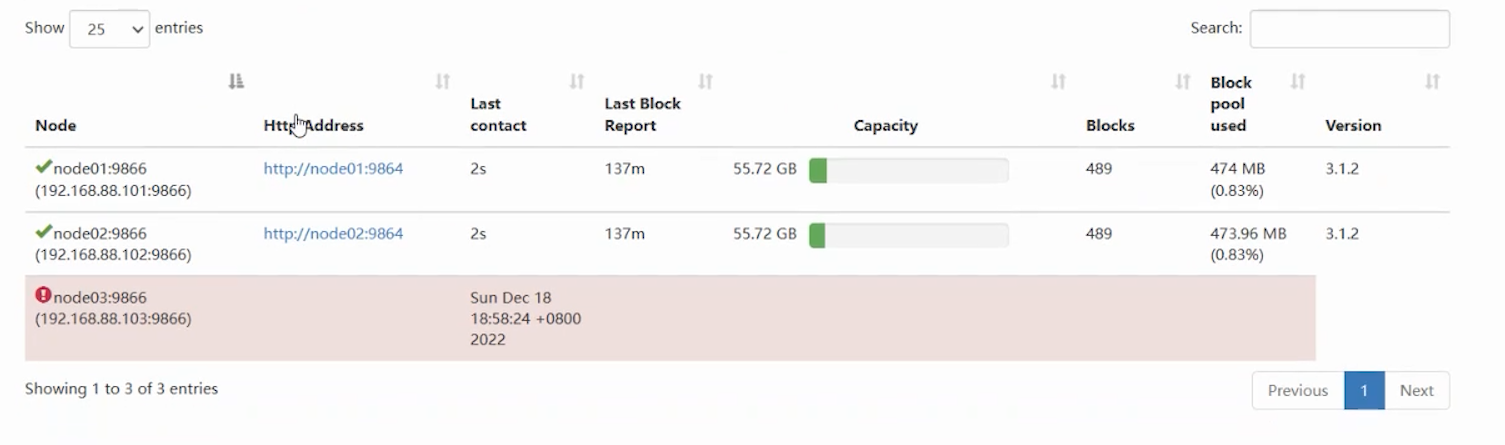 Show 25 entries
Search:
Node
Http Address
Last contact
Last Block Report
Capacity
Blocks
Block pool used
Version
node01:9866 (192.168.88.101:9866)
http://node01:9864
2s
137m
55.72 GB
489
474 MB (0.83%)
3.1.2
node02:9866 (192.168.88.102:9866)
http://node02:9864
2s
137m
55.72 GB
489
473.96 MB (0.83%)
3.1.2
node03:9866 (192.168.88.103:9866)
Sun Dec 18 18:58:24 +0800 2022
Showing 1 to 3 of 3 entries
Previous 1 Next